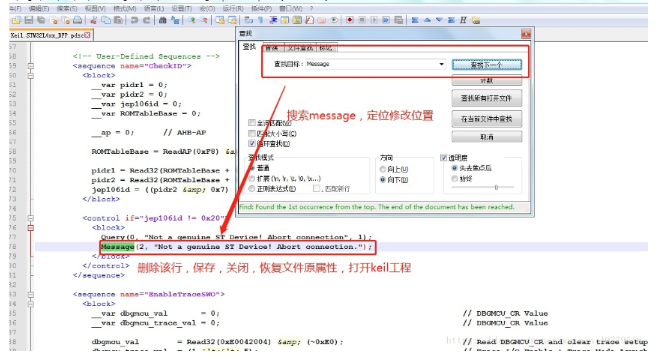 文件(F) 编辑(E) 搜索(S) 视图(V) 格式(M) 语言(L) 设置(T) 宏(O) 运行(R) 插件(P) 窗口(W) ?
<!-- User-Defined Sequences -->
<sequence name="CheckID">
<block>
__var pidr1 = 0;
__var pidr2 = 0;
__var jep106id = 0;
__var ROMTableBase = 0;
__ap = 0; // AHB-AP
ROMTableBase = ReadAP(0xF8)
pidr1 = Read32(ROMTableBase +
pidr2 = Read32(ROMTableBase +
jep106id = ((pidr2 &amp; 0x7)
</block>
<control if="jep106id != 0x20">
<block>
Query(0, "Not a genuine ST Device! Abort connection", 1);
Message(2, "Not a genuine ST Device! Abort connection.");
</block>
</control>
</sequence>
<sequence name="EnableTraceSWO">
<block>
__var dbgmcu_val = 0; // DBGMCU_CR Value
__var dbgmcu_trace_val = 0; // DBGMCU_CR Value
dbgmcu_val = Read32(0xE0042004) &amp; (~0xE0); // Read DBGMCU_CR and clear trace setup
查找
查找 替换 文件查找 标记
查找目标: Message
查找下一个
计数
查找所有打开文件
在当前文件中查找
取消
搜索message，定位修改位置
全词匹配(W)
匹配大小写(C)
循环查找(D)
查找模式
普通
扩展 (\n, \r, \t, \0, \x...)
正则表达式(E) . 匹配新行
方向
向上(U)
向下(D)
透明度
失去焦点后
始终
Find: Found the 1st occurrence from the top. The end of the document has been reached.
删除该行，保存，关闭，恢复文件原属性，打开keil工程